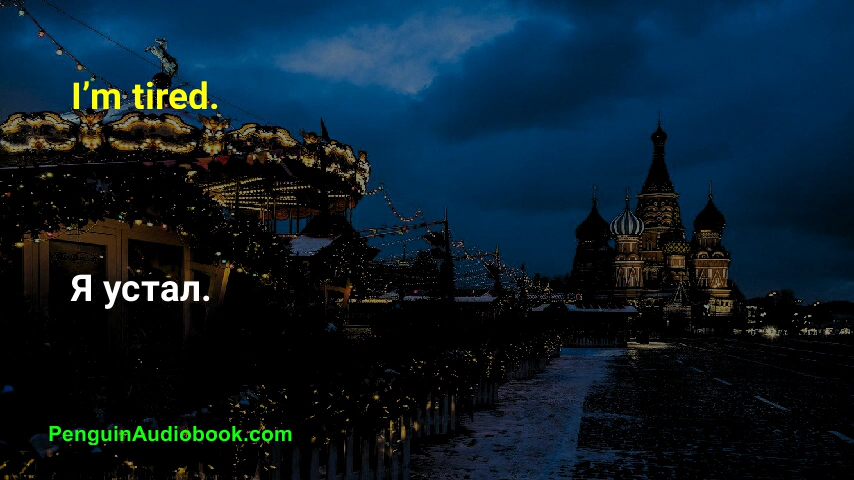 I’m tired.
Я устал.
PenguinAudiobook.com